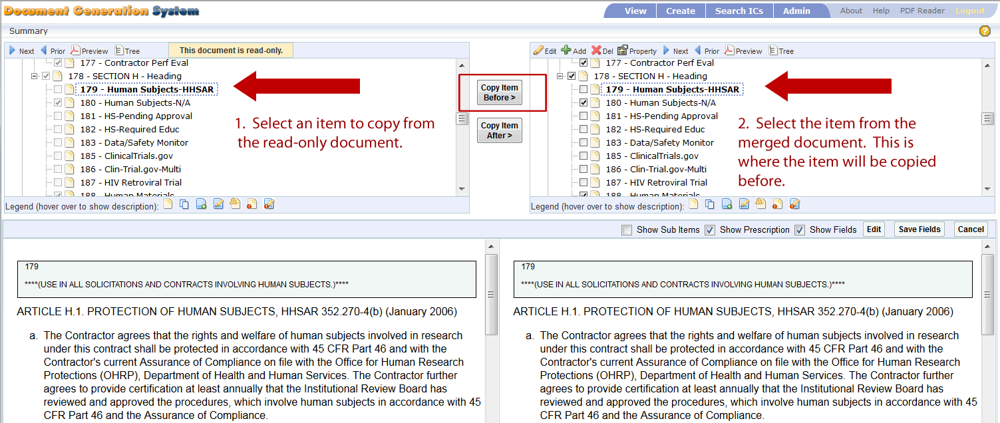 Document Generation System
View Create Search ICs Admin About Help PDF Reader Logout
Summary
Next Prior Preview Tree This document is read-only.
177 - Contractor Perf Eval
178 - SECTION H - Heading
179 - Human Subjects-HHSAR
180 - Human Subjects-N/A
181 - HS-Pending Approval
182 - HS-Required Educ
183 - Data/Safety Monitor
185 - ClinicalTrials.gov
186 - Clin-Trial.gov-Multi
187 - HIV Retroviral Trial
188 - Human Materials
Legend (hover over to show description):
1. Select an item to copy from
the read-only document.
Copy Item
Before >
Copy Item
After >
Edit Add Del Property Next Prior Preview Tree
177 - Contractor Perf Eval
178 - SECTION H - Heading
179 - Human Subjects-HHSAR
180 - Human Subjects-N/A
181 - HS-Pending Approval
182 - HS-Required Educ
183 - Data/Safety Monitor
185 - ClinicalTrials.gov
186 - Clin-Trial.gov-Multi
187 - HIV Retroviral Trial
188 - Human Materials
Legend (hover over to show description):
2. Select the item from the
merged document. This is
where the item will be copied
before.
Show Sub Items Show Prescription Show Fields Edit Save Fields Cancel
179
****(USE IN ALL SOLICITATIONS AND CONTRACTS INVOLVING HUMAN SUBJECTS.)****
ARTICLE H.1. PROTECTION OF HUMAN SUBJECTS, HHSAR 352.270-4(b) (January 2006)
a. The Contractor agrees that the rights and welfare of human subjects involved in research
under this contract shall be protected in accordance with 45 CFR Part 46 and with the
Contractor's current Assurance of Compliance on file with the Office for Human Research
Protections (OHRP), Department of Health and Human Services. The Contractor further
agrees to provide certification at least annually that the Institutional Review Board has
reviewed and approved the procedures, which involve human subjects in accordance with 45
CFR Part 46 and the Assurance of Compliance.
179
****(USE IN ALL SOLICITATIONS AND CONTRACTS INVOLVING HUMAN SUBJECTS.)****
ARTICLE H.1. PROTECTION OF HUMAN SUBJECTS, HHSAR 352.270-4(b) (January 2006)
a. The Contractor agrees that the rights and welfare of human subjects involved in research
under this contract shall be protected in accordance with 45 CFR Part 46 and with the
Contractor's current Assurance of Compliance on file with the Office for Human Research
Protections (OHRP), Department of Health and Human Services. The Contractor further
agrees to provide certification at least annually that the Institutional Review Board has
reviewed and approved the procedures, which involve human subjects in accordance with 45
CFR Part 46 and the Assurance of Compliance.